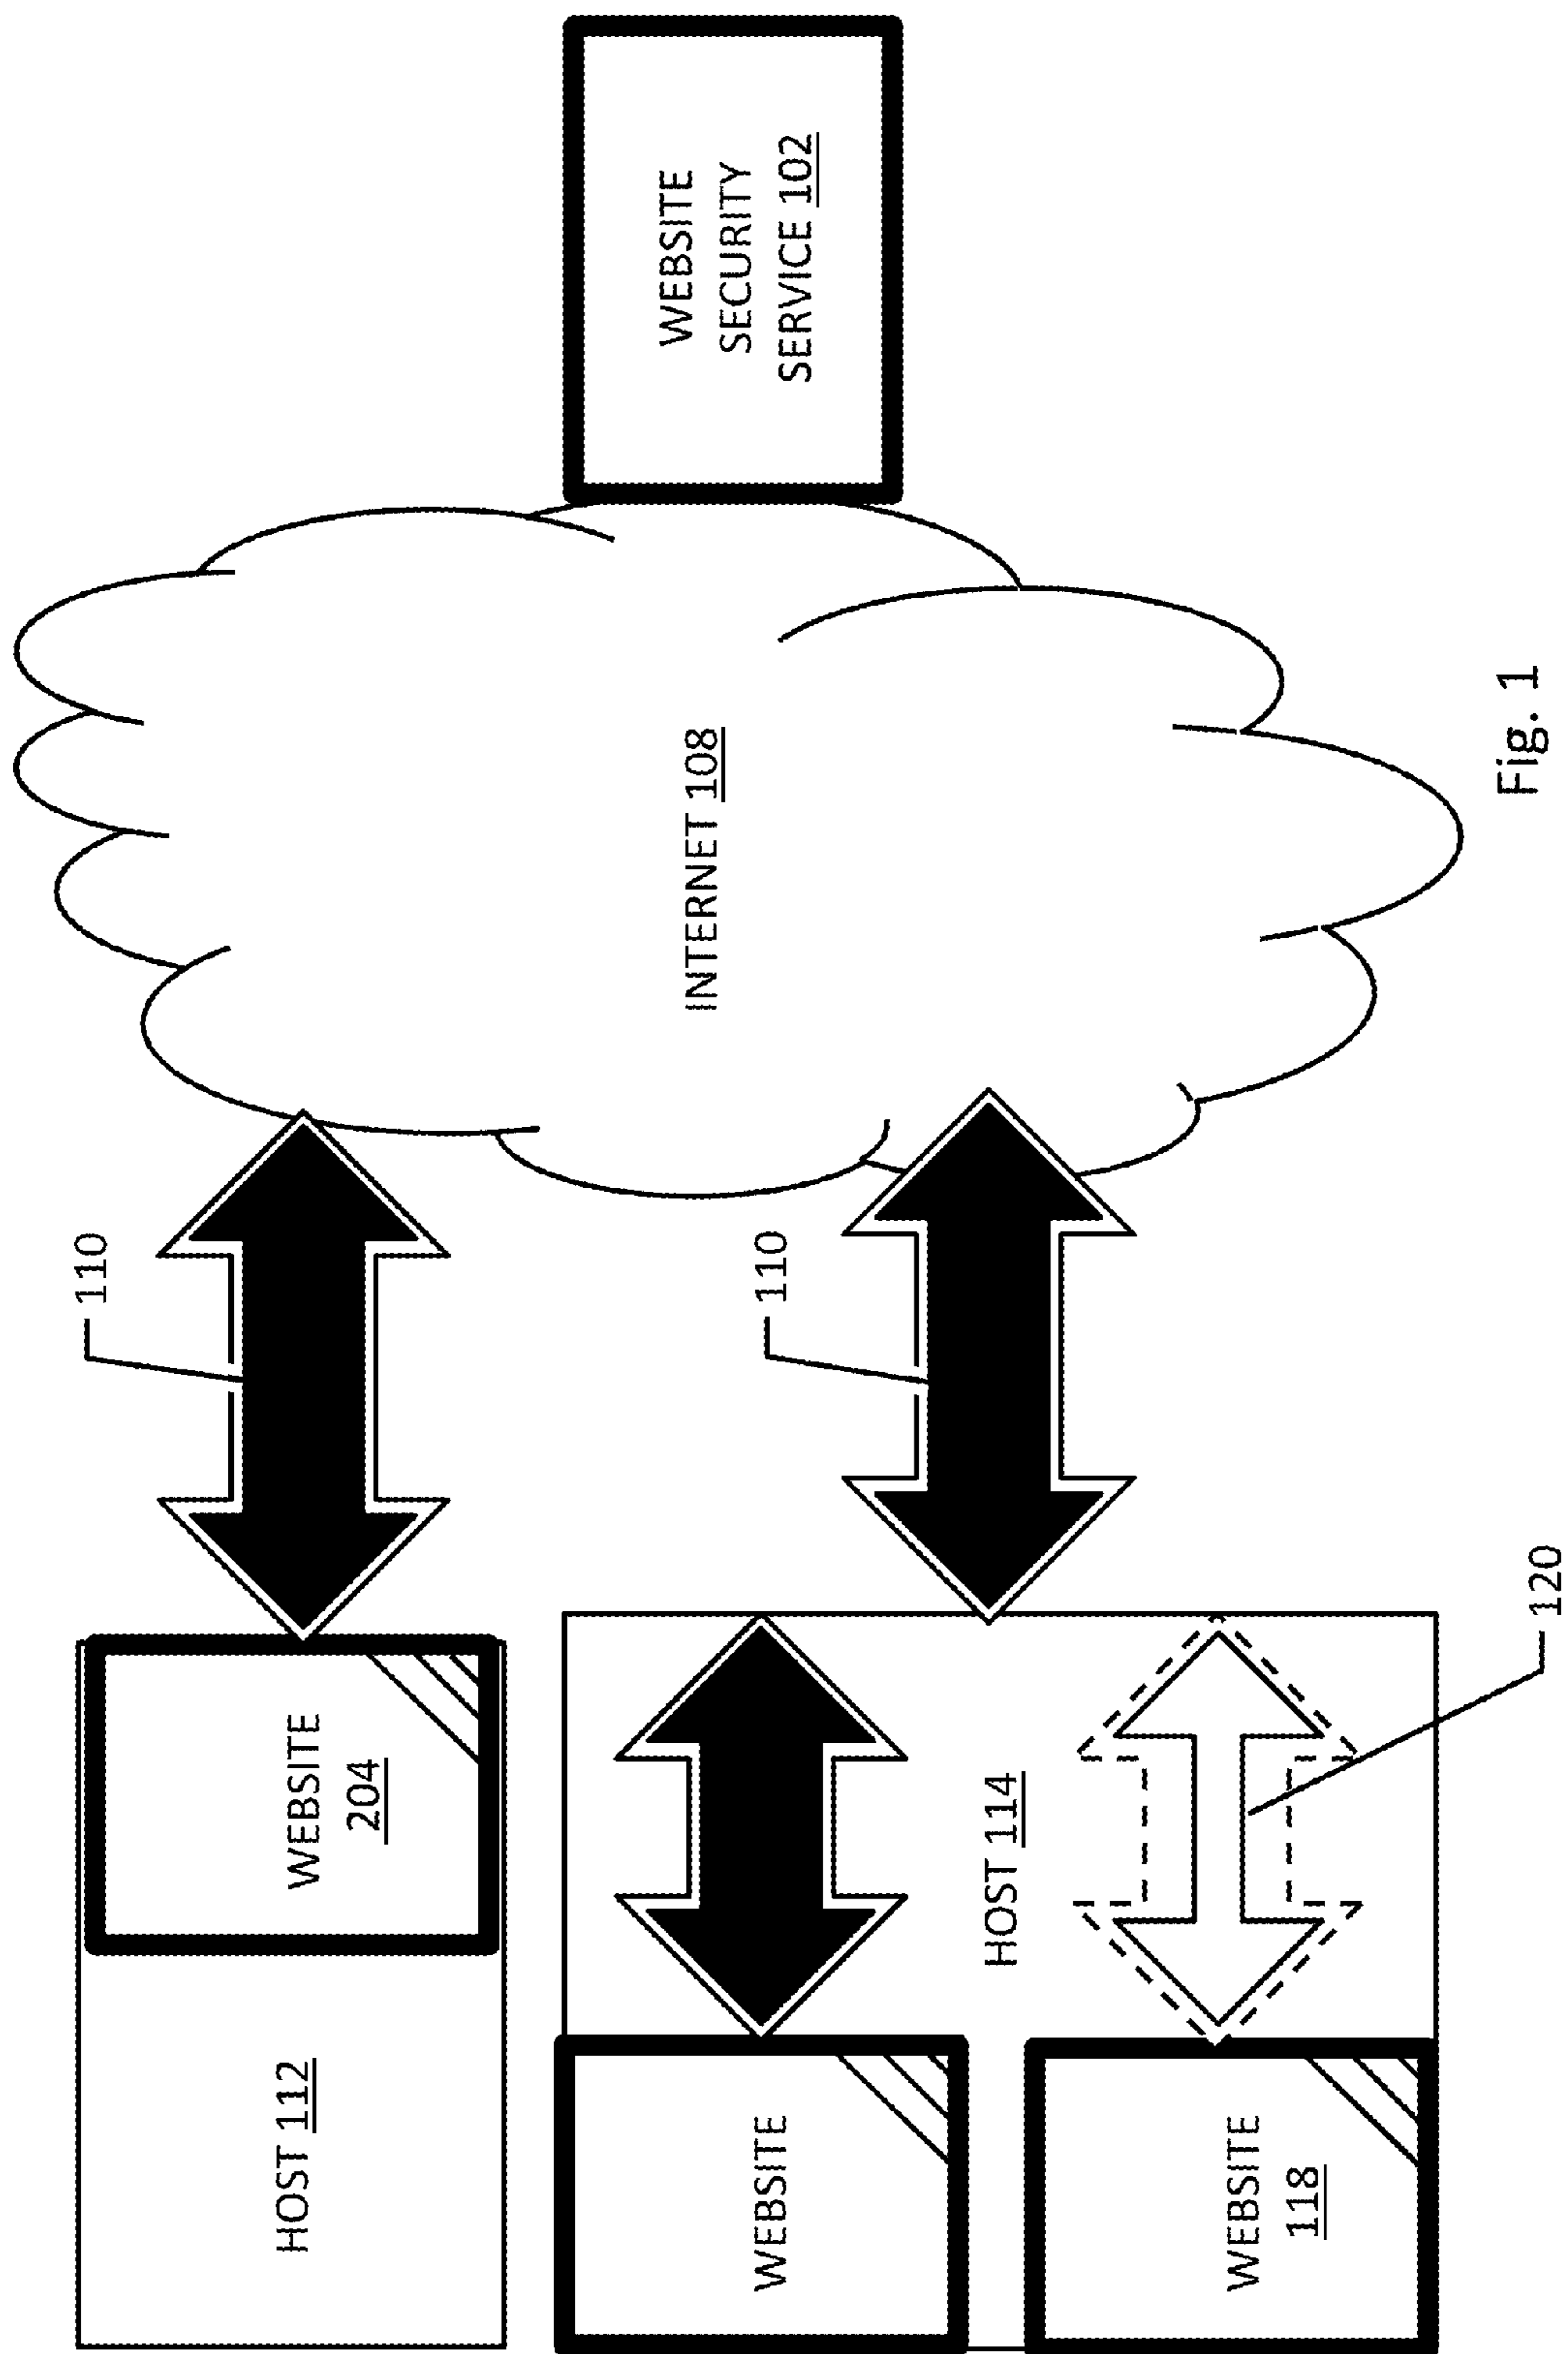 HOST 112
WEBSITE
204
110
INTERNET 108
WEBSITE
SECURITY
SERVICE 102
WEBSITE
HOST 114
110
WEBSITE
118
120
Fig. 1